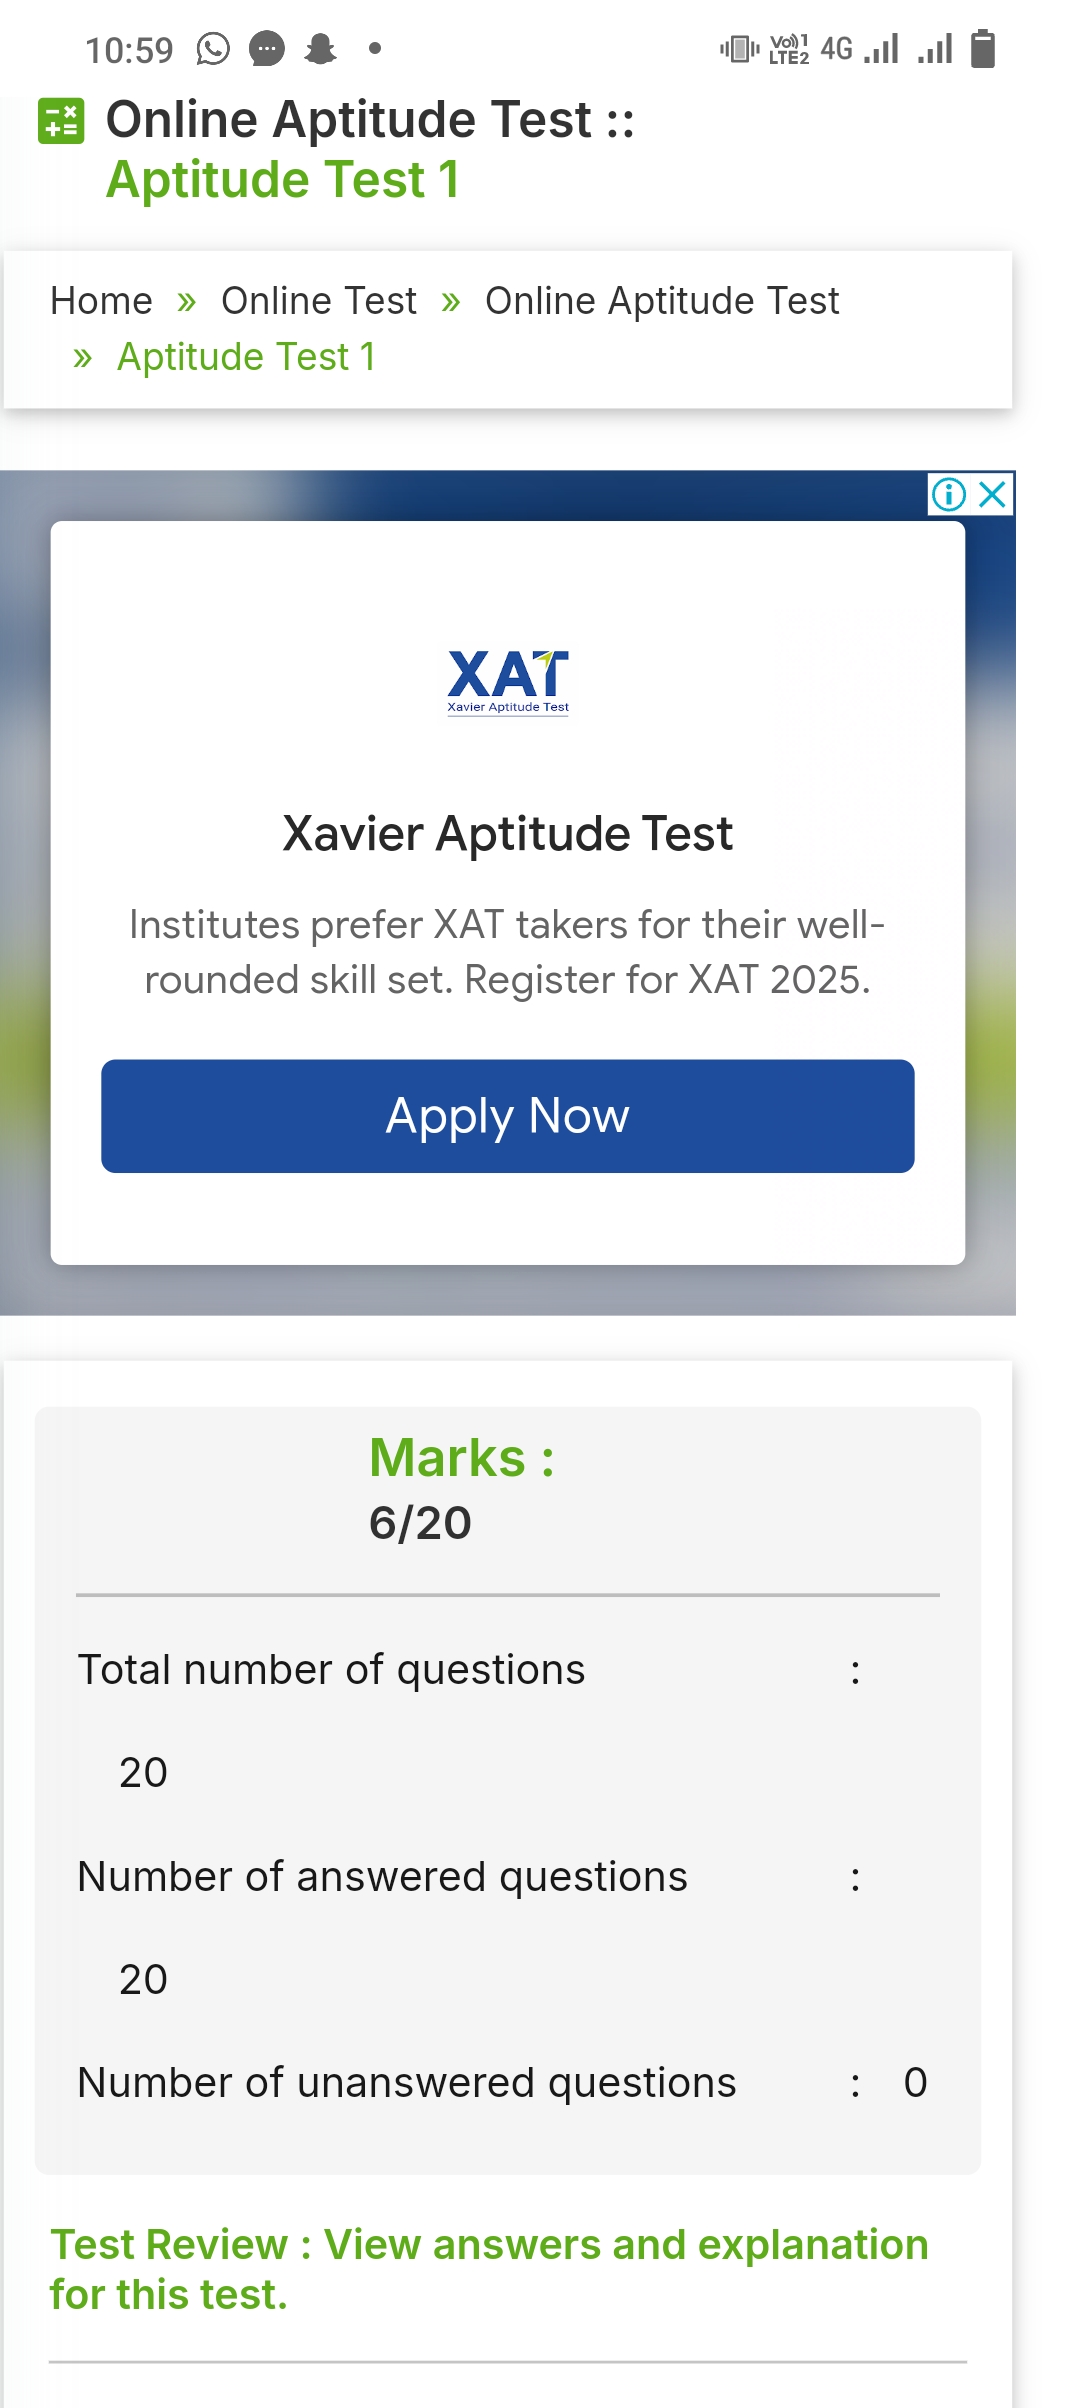 10:59
Vo)) 1
LTE2
4G
Online Aptitude Test ::
Aptitude Test 1
Home » Online Test » Online Aptitude Test
» Aptitude Test 1
XAT
Xavier Aptitude Test
Xavier Aptitude Test
Institutes prefer XAT takers for their well-
rounded skill set. Register for XAT 2025.
Apply Now
Marks :
6/20
Total number of questions :
20
Number of answered questions :
20
Number of unanswered questions : 0
Test Review : View answers and explanation
for this test.